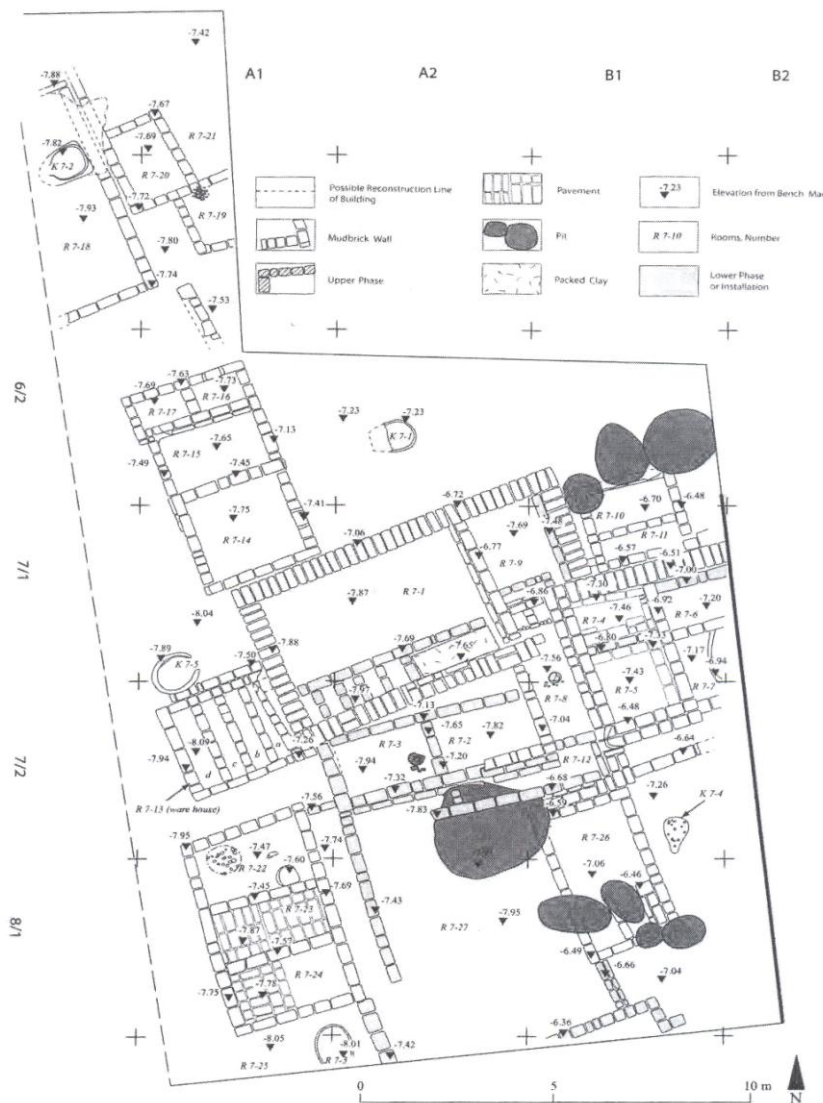 -7.42
A1
A2
B1
B2
-7.88
-7.67
-7.82
K 7-2
-7.69
R 7-21
R 7-20
-7.72
R 7-19
-7.93
R 7-18
-7.80
-7.74
-7.53
Possible Reconstruction Line
of Building
Mudbrick Wall
Upper Phase
Pavement
Pit
Packed Clay
-7.23
Elevation from Bench Mar
R 7-10
Rooms, Number
Lower Phase
or Installation
6/2
-7.69
-7.63
-7.73
R 7-16
R 7-17
-7.23
-7.23
K 7-1
-7.13
-7.65
R 7-15
-7.49
-7.45
-7.75
-7.41
R 7-14
7/1
-7.06
-6.72
-7.69
-7.48
-6.77
R 7-9
-6.70
-6.48
R 7-10
R 7-11
-6.57
-6.51
-7.00
-7.87
R 7-1
-6.86
-7.30
-7.46
-6.92
-7.20
R 7-4
R 7-6
-8.04
-7.89
K 7-5
-7.50
-7.88
-7.69
-7.65
-7.56
-6.80
-7.33
-7.17
-7.43
-6.94
R 7-5
R 7-7
R 7-8
-7.97
-7.13
-7.04
-6.48
7/2
-7.94
-8.09
a
b
c
d
-7.26
R 7-3
-7.65
R 7-2
-7.82
-7.94
-7.20
R 7-12
-6.64
R 7-13 (ware house)
-7.56
-7.32
-7.83
-6.68
-6.59
-7.26
K 7-4
R 7-26
-7.95
-7.47
R 7-22
-7.74
-7.60
-7.06
-6.46
8/1
-7.45
-7.69
R 7-23
-7.43
-7.87
-7.57
R 7-27
-7.95
-6.49
-6.66
-7.04
R 7-24
-7.78
-7.75
-8.05
-8.01
R 7-25
-7.42
-6.36
0
5
10 m
N